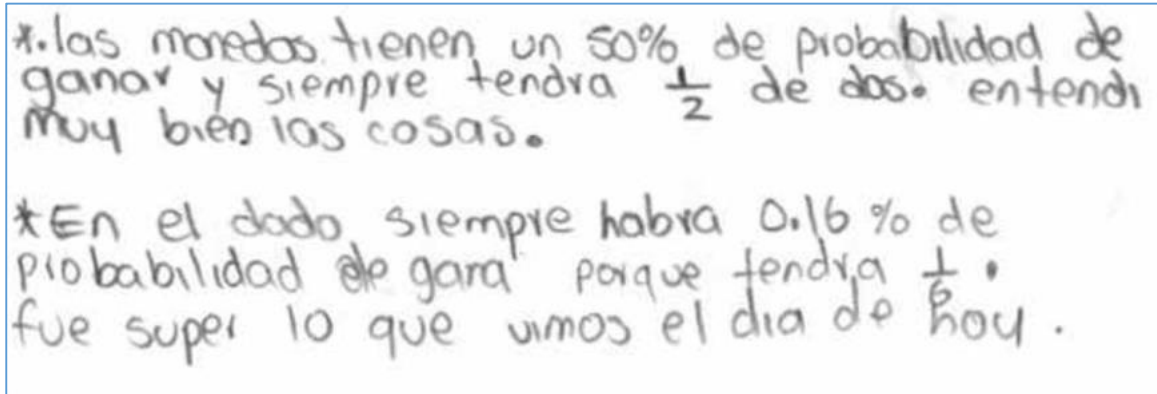 *. las monedas tienen un 50% de probabilidad de
ganar y siempre tendra 1/2 de dos. entendi
muy bien las cosas.
*En el dado siempre habra 0.16 % de
probabilidad de gana porque tendra 1/6.
fue super lo que vimos el dia de hoy.